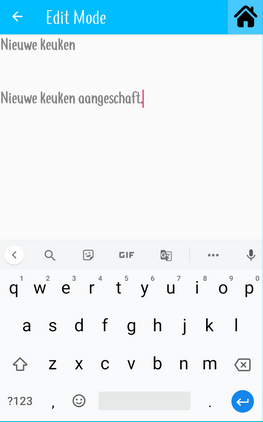 Edit Mode
Nieuwe keuken
Nieuwe keuken aangeschaft.
GIF
1 2 3 4 5 6 7 8 9 0
q w e r t y u i o p
a s d f g h j k l
z x c v b n m
?123 , .